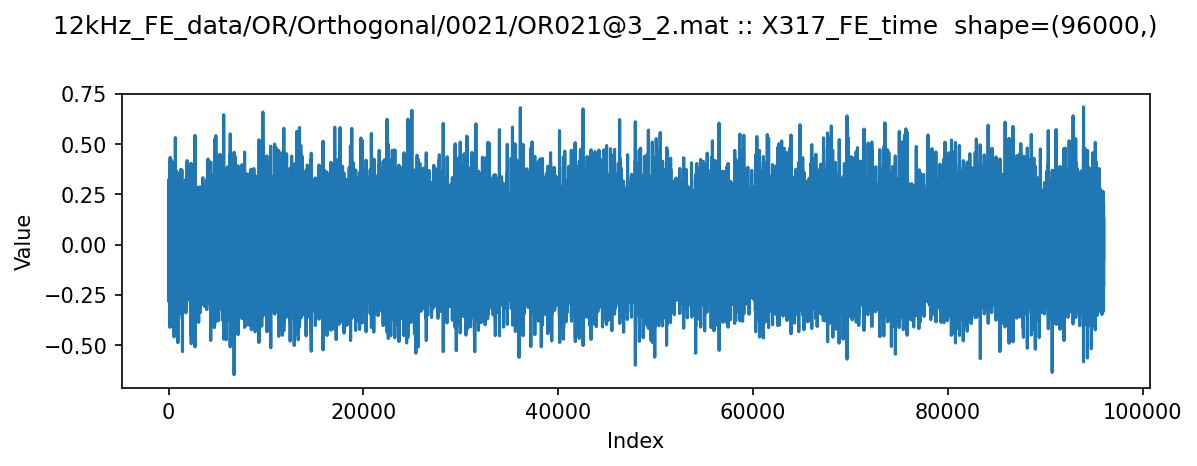 12kHz_FE_data/OR/Orthogonal/0021/OR021@3_2.mat :: X317_FE_time  shape=(96000,)
0.75
0.50
0.25
0.00
−0.25
−0.50
Value
0 20000 40000 60000 80000 100000
Index